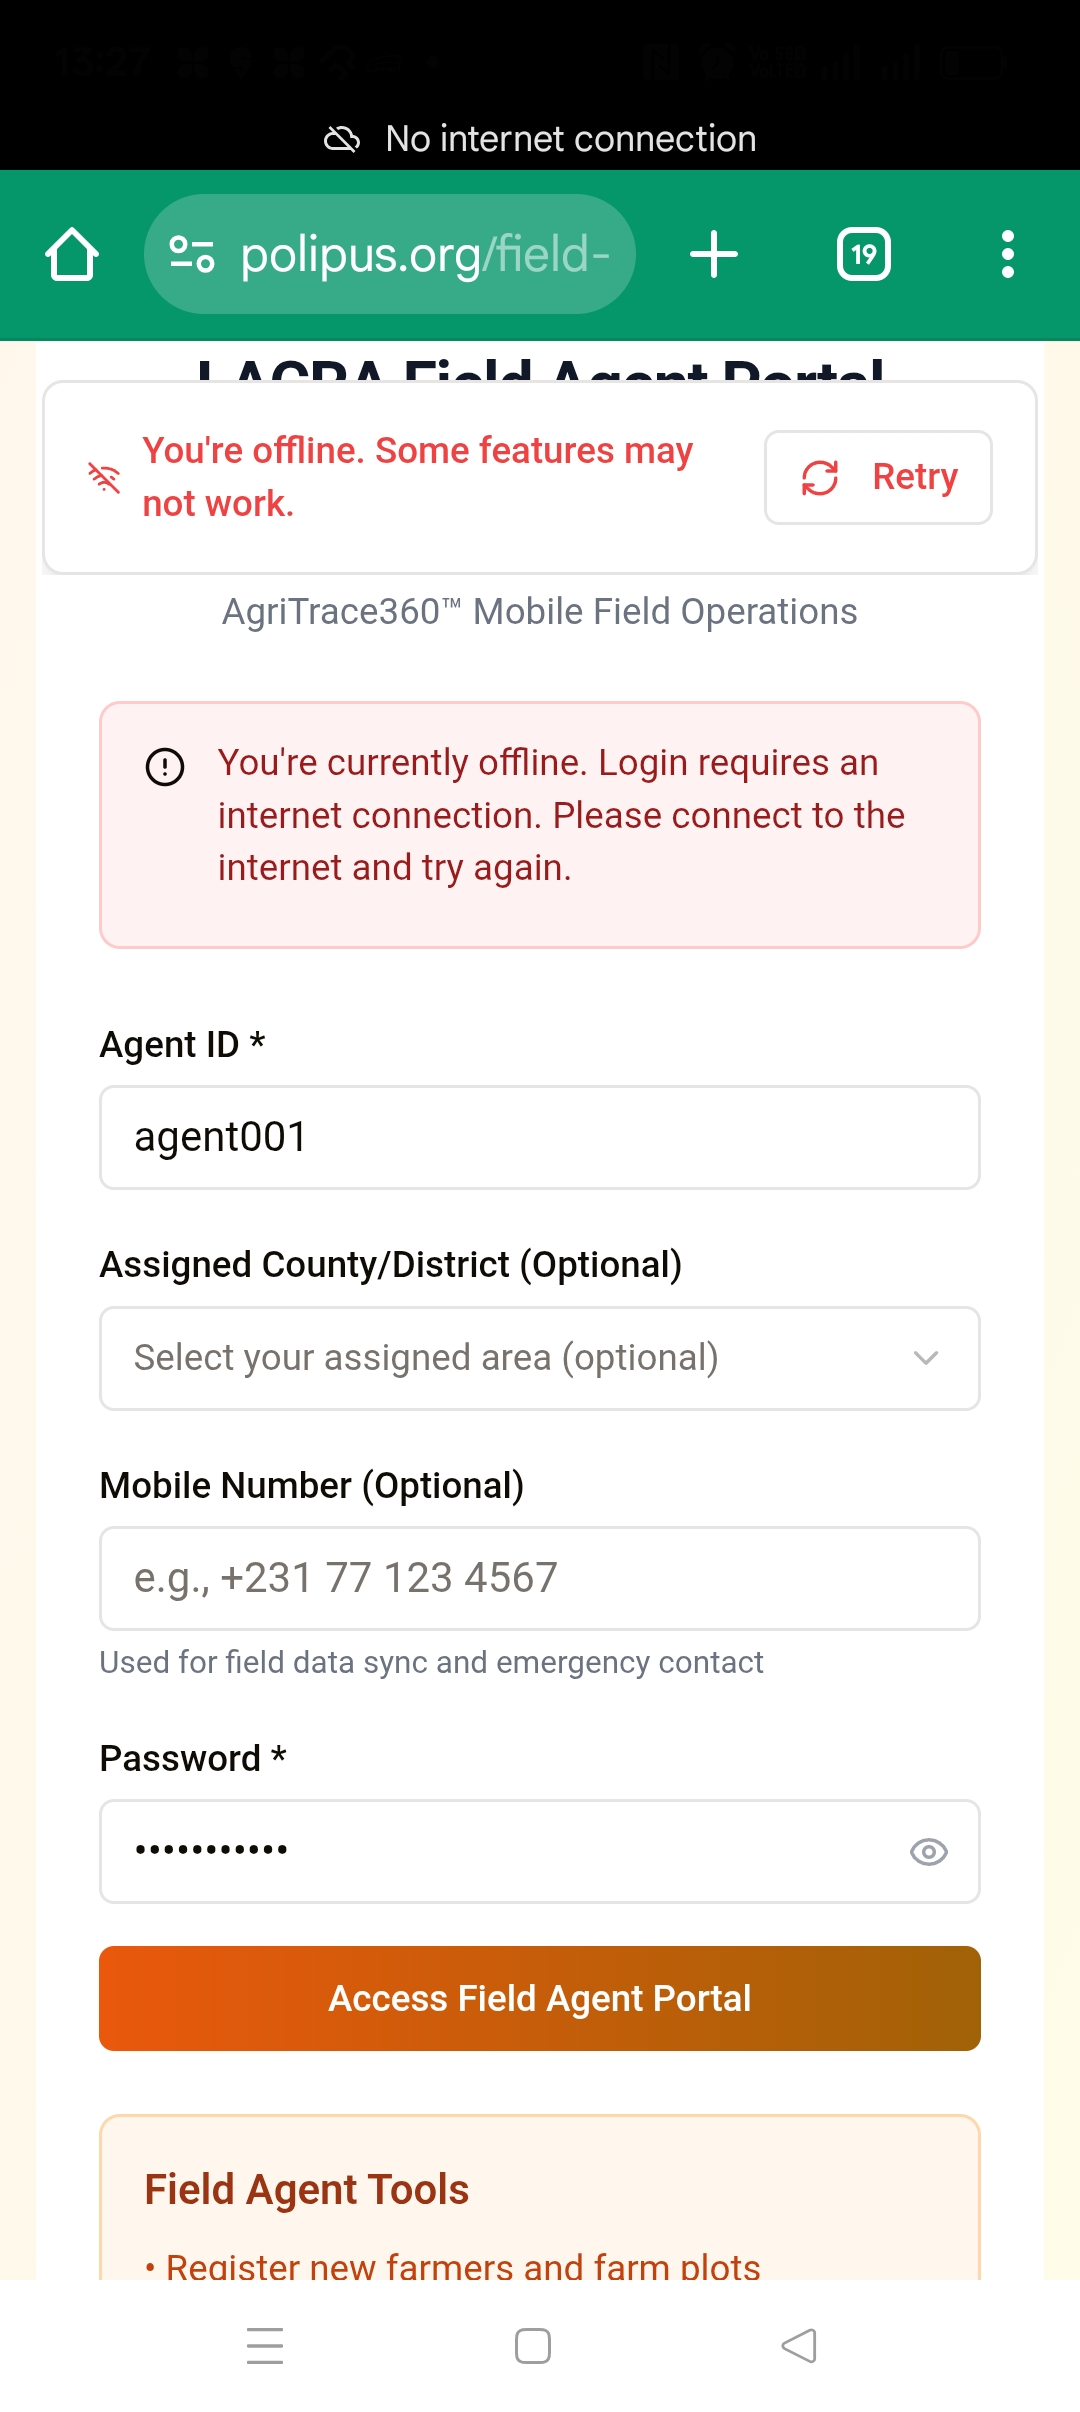 13:27
No internet connection
polipus.org/field-
19
LACRA Field Agent Portal
You're offline. Some features may
not work.
Retry
AgriTrace360™ Mobile Field Operations
You're currently offline. Login requires an
internet connection. Please connect to the
internet and try again.
Agent ID *
agent001
Assigned County/District (Optional)
Select your assigned area (optional)
Mobile Number (Optional)
e.g., +231 77 123 4567
Used for field data sync and emergency contact
Password *
•••••••••••
Access Field Agent Portal
Field Agent Tools
• Register new farmers and farm plots